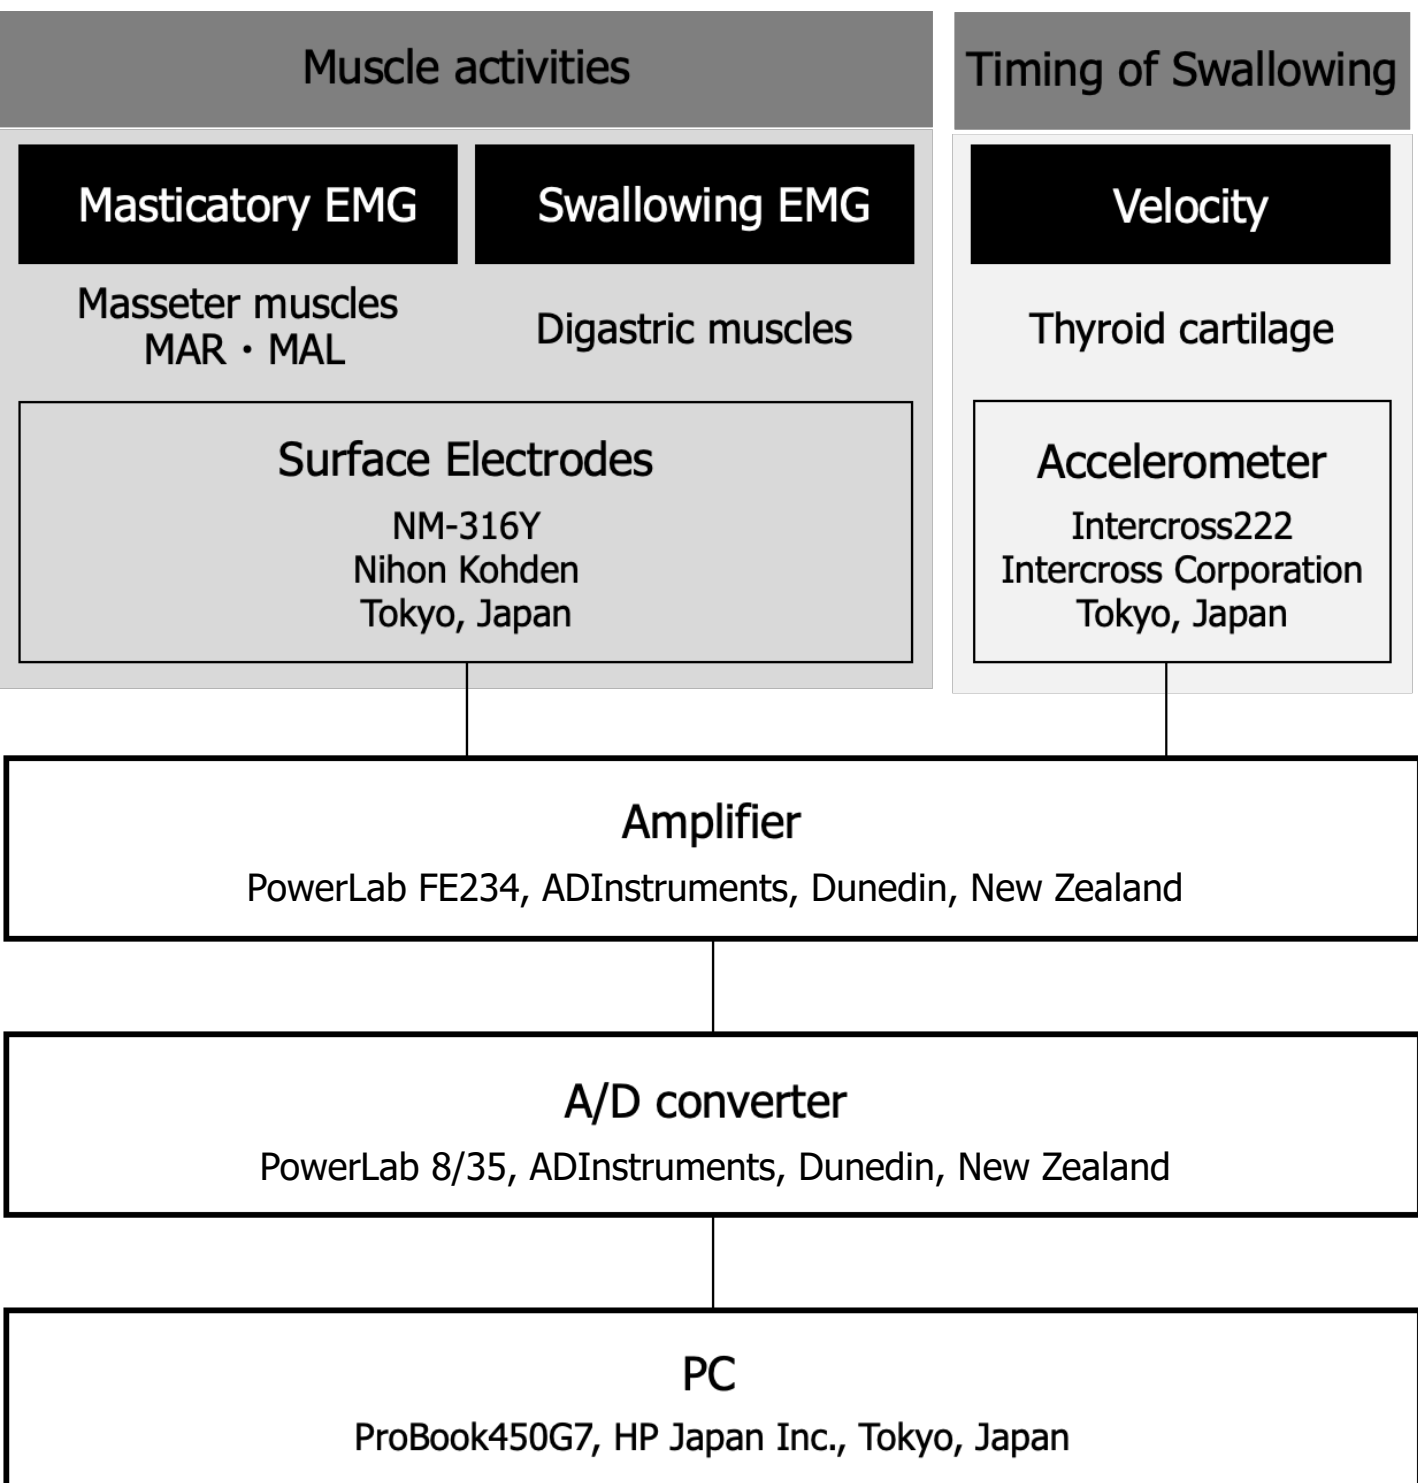 Muscle activities
Timing of Swallowing
Masticatory EMG
Swallowing EMG
Velocity
Masseter muscles
MAR・MAL
Digastric muscles
Thyroid cartilage
Surface Electrodes
NM-316Y
Nihon Kohden
Tokyo, Japan
Accelerometer
Intercross222
Intercross Corporation
Tokyo, Japan
Amplifier
PowerLab FE234, ADInstruments, Dunedin, New Zealand
A/D converter
PowerLab 8/35, ADInstruments, Dunedin, New Zealand
PC
ProBook450G7, HP Japan Inc., Tokyo, Japan